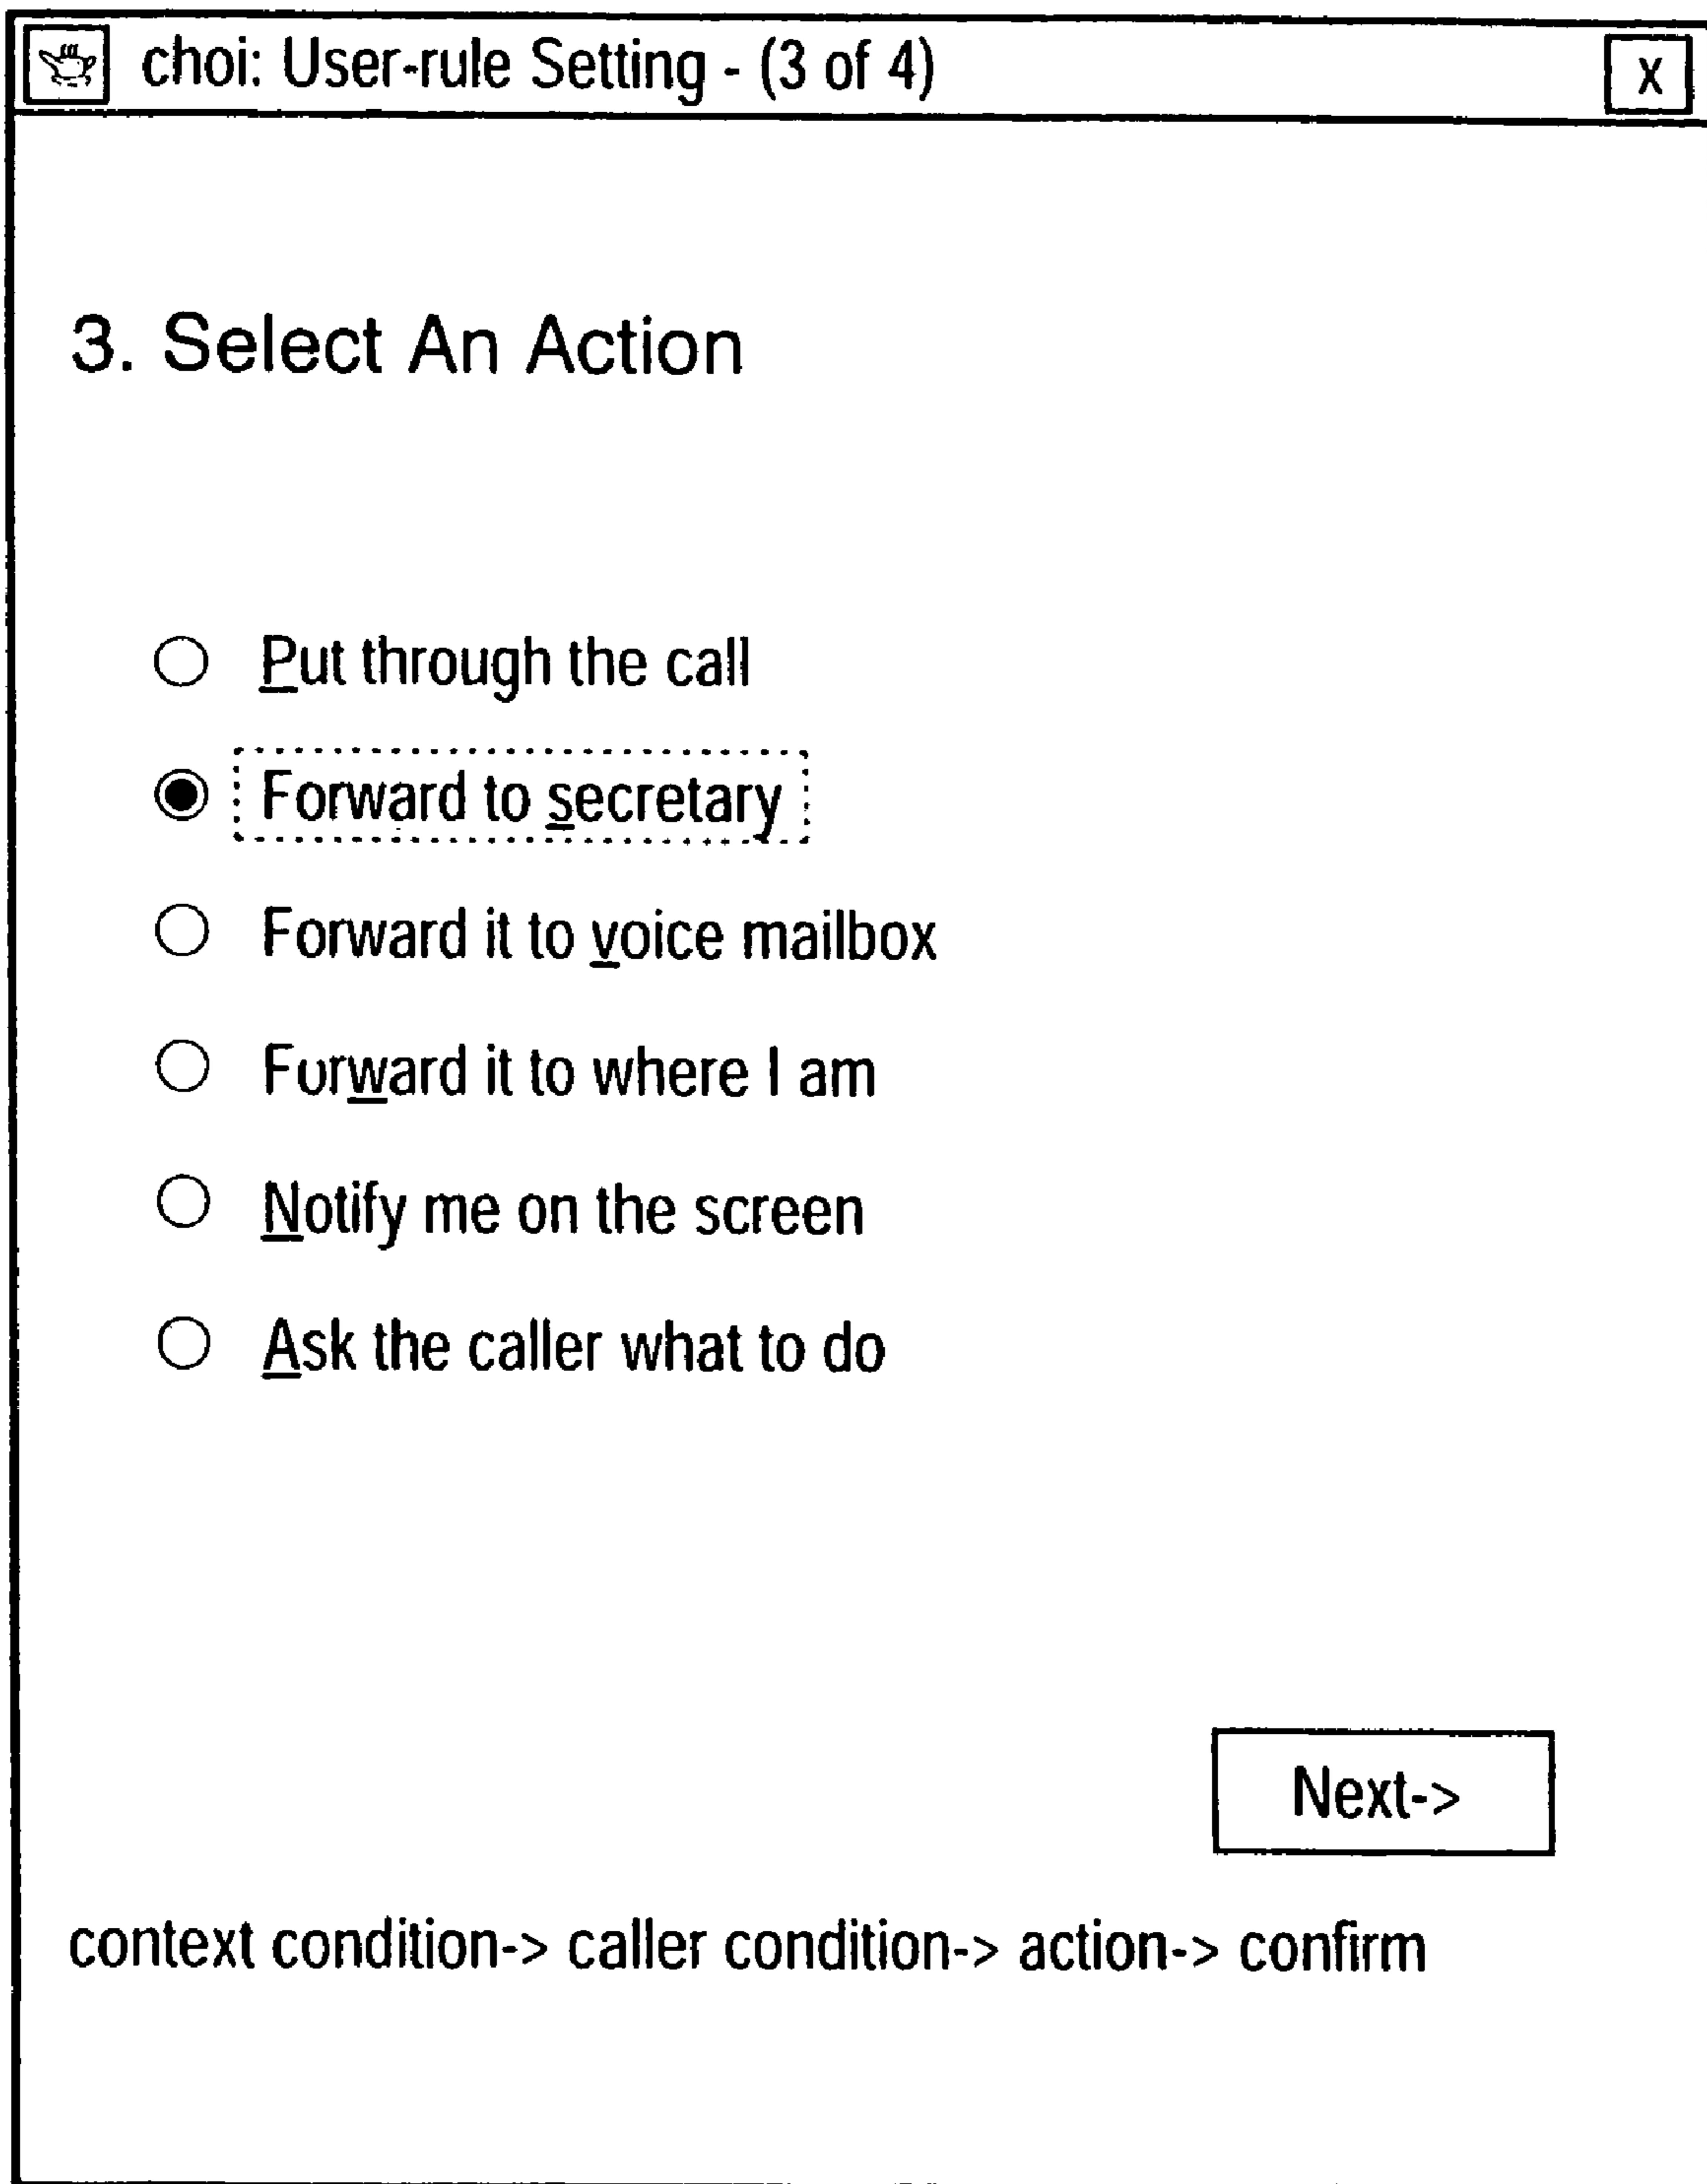 choi: User-rule Setting - (3 of 4)
X
3. Select An Action
Put through the call
Forward to secretary
Forward it to voice mailbox
Forward it to where I am
Notify me on the screen
Ask the caller what to do
Next->
context condition-> caller condition-> action-> confirm